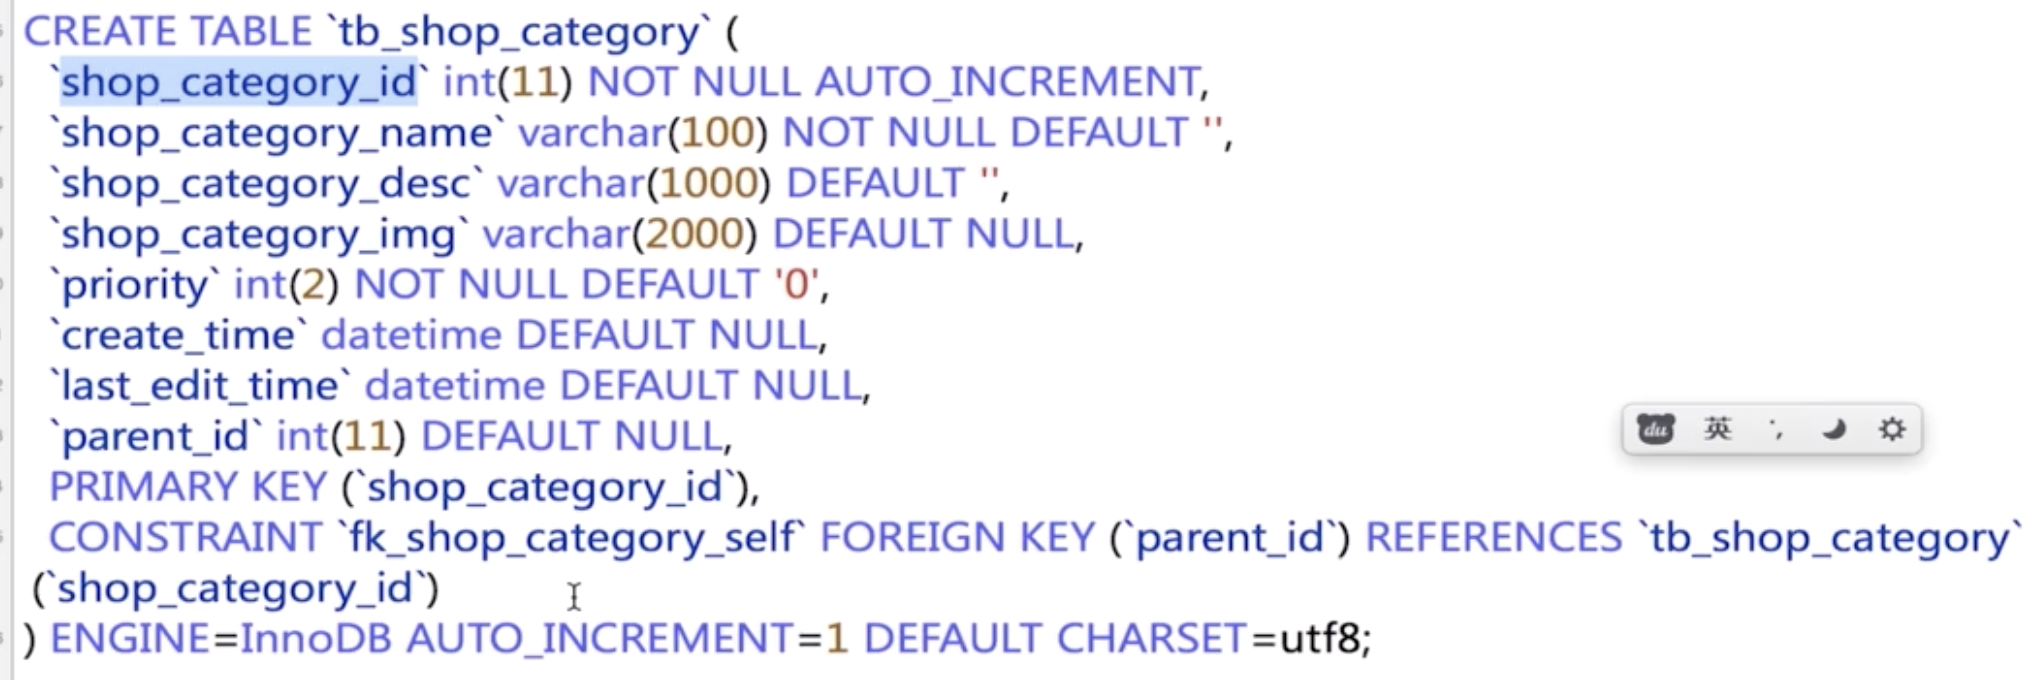 CREATE TABLE `tb_shop_category` (
`shop_category_id` int(11) NOT NULL AUTO_INCREMENT,
`shop_category_name` varchar(100) NOT NULL DEFAULT '',
`shop_category_desc` varchar(1000) DEFAULT '',
`shop_category_img` varchar(2000) DEFAULT NULL,
`priority` int(2) NOT NULL DEFAULT '0',
`create_time` datetime DEFAULT NULL,
`last_edit_time` datetime DEFAULT NULL,
`parent_id` int(11) DEFAULT NULL,
du 英 ·,
PRIMARY KEY (`shop_category_id`),
CONSTRAINT `fk_shop_category_self` FOREIGN KEY (`parent_id`) REFERENCES `tb_shop_category`
(`shop_category_id`)
) ENGINE=InnoDB AUTO_INCREMENT=1 DEFAULT CHARSET=utf8;